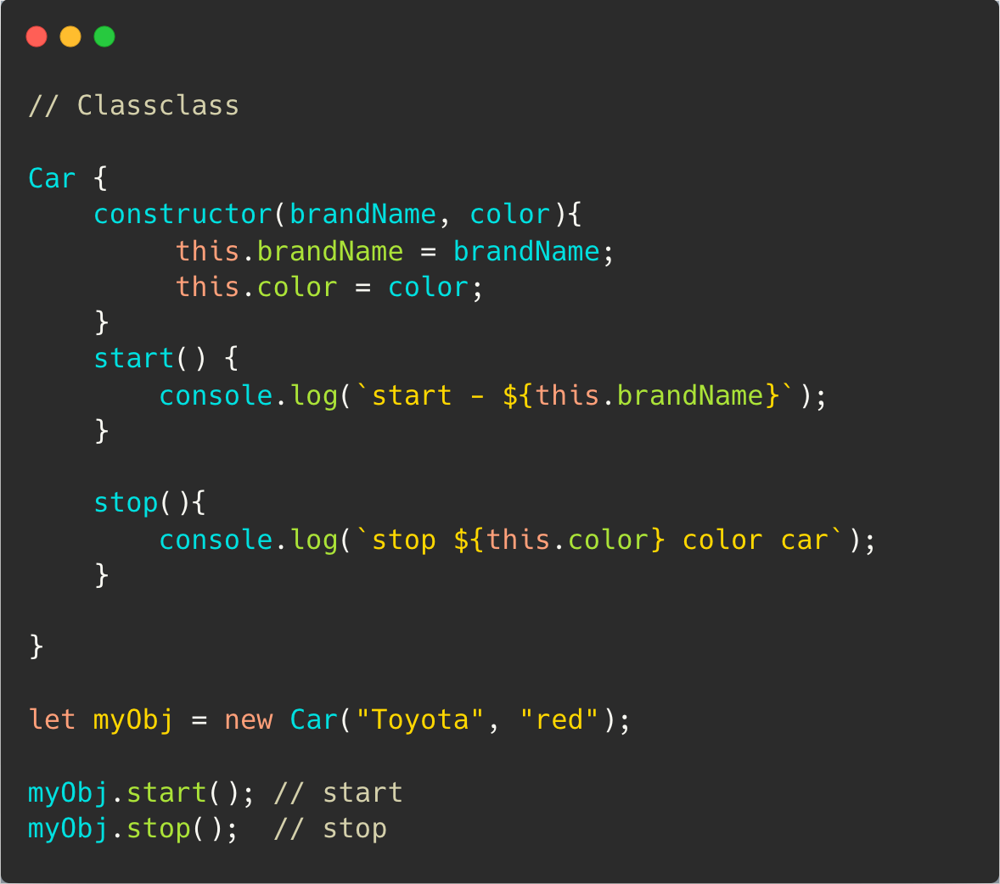 // Classclass
Car {
     constructor(brandName, color){
          this.brandName = brandName;
          this.color = color;
     }
     start() {
         console.log(`start - ${this.brandName}`);
     }
     stop(){
         console.log(`stop ${this.color} color car`);
     }
}
let myObj = new Car("Toyota", "red");
myObj.start(); // start
myObj.stop();  // stop